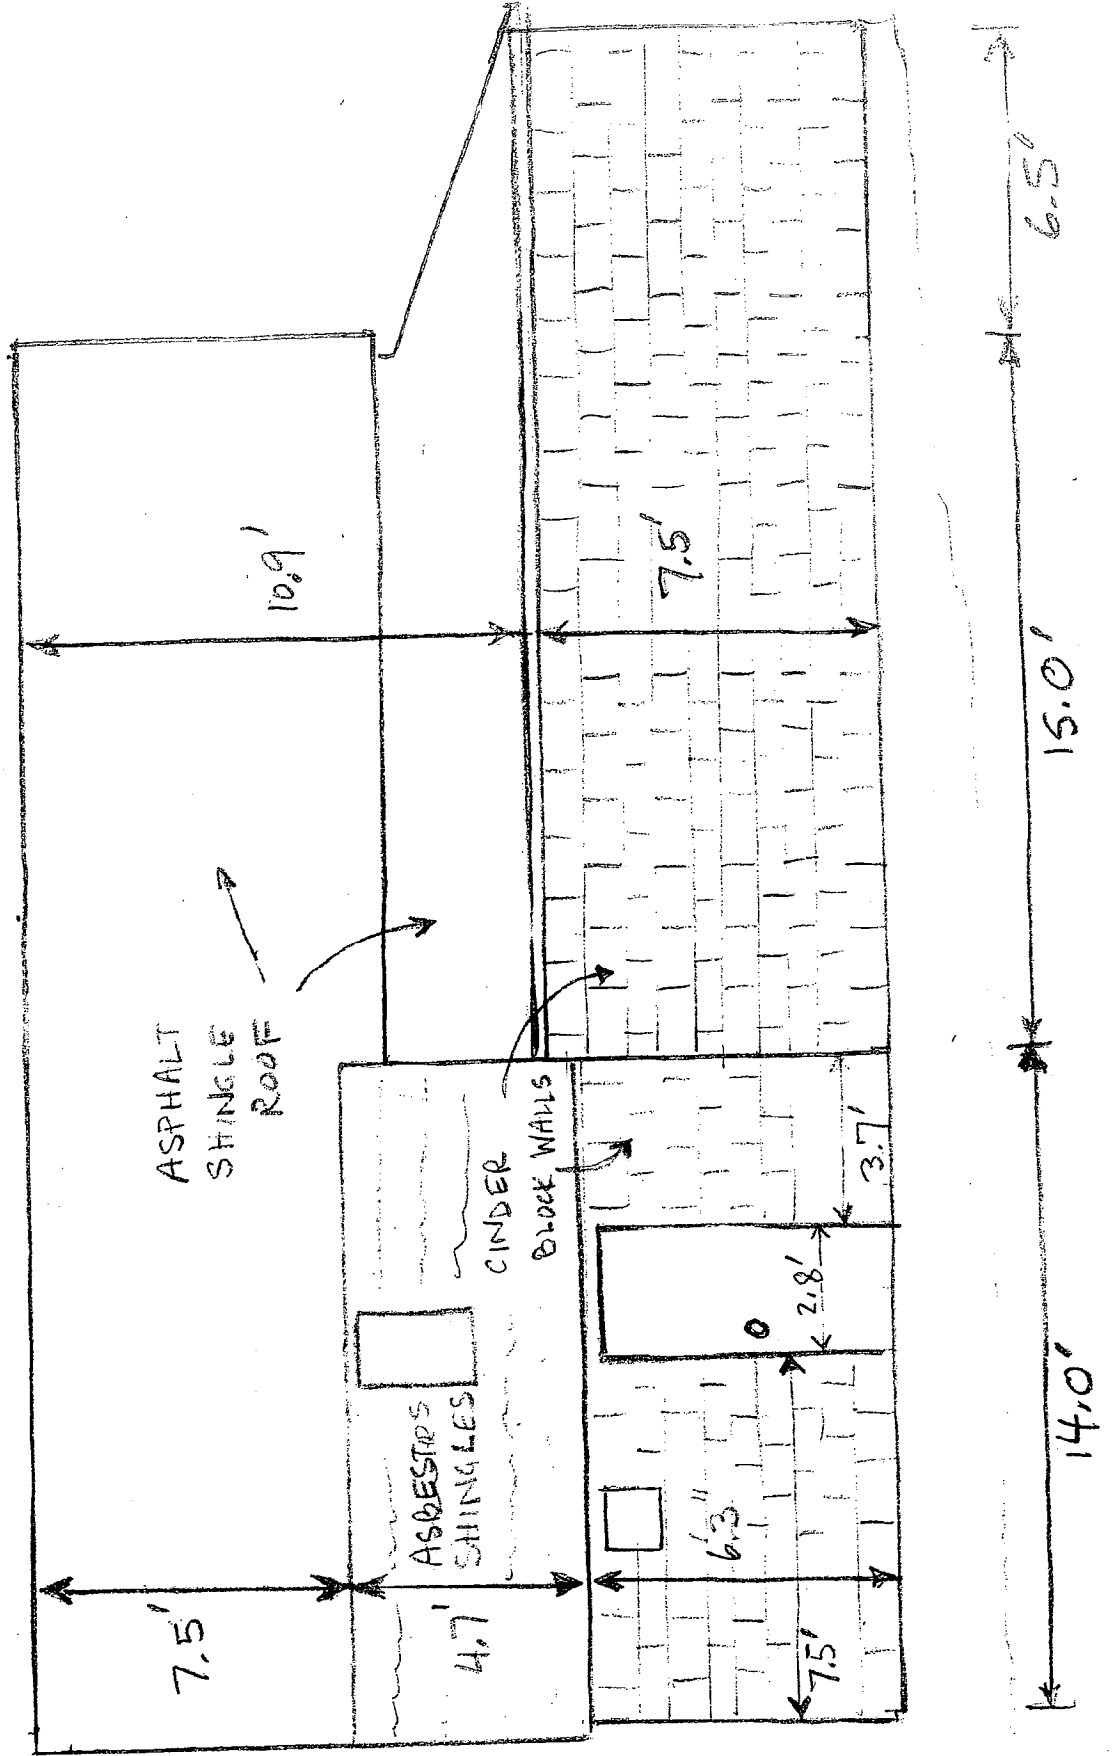 ASPHALT
SHINGLE
ROOF
10.9'
7.5'
ASBESTOS
SHINGLES
4.7'
CINDER
BLOCK WALLS
7.5'
6.3"
7.5'
2.8'
3.7'
14.0'
15.0'
6.5'